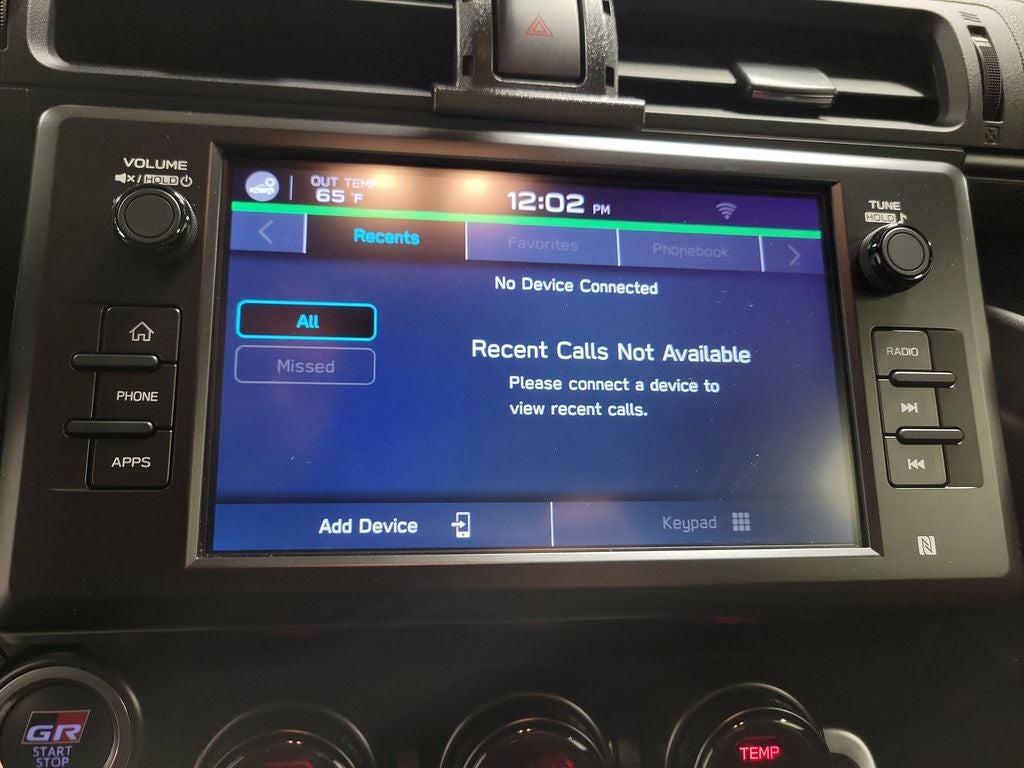 VOLUME
/ HOLD
OUT TEMP
65 °F
12:02 PM
TUNE
HOLD
Recents
Favorites
Phonebook
No Device Connected
All
Missed
Recent Calls Not Available
Please connect a device to
view recent calls.
PHONE
APPS
RADIO
Add Device
Keypad
N
GR
START
STOP
TEMP